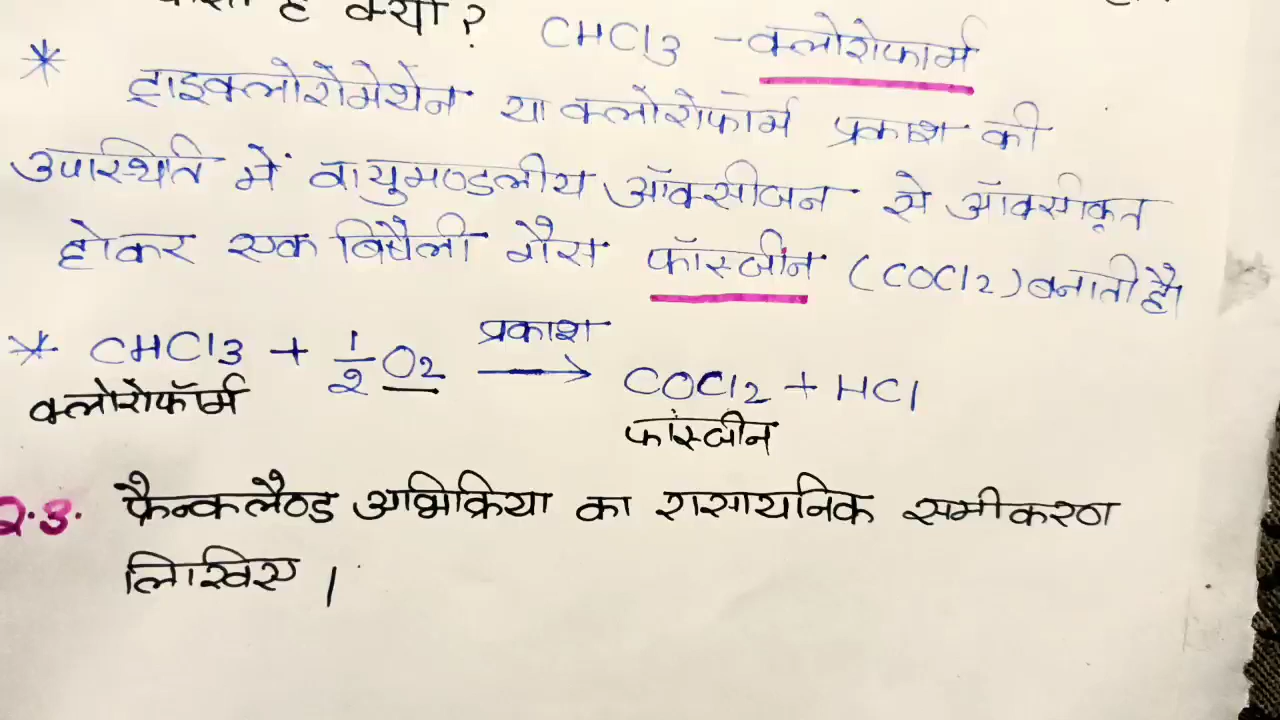 है क्या?
CHCl3 - क्लोरोफार्म
* ट्राइक्लोरोमेथेन या क्लोरोफॉर्म प्रकाश की
उपस्थिति में वायुमण्डलीय ऑक्सीजन से ऑक्सीकृत
होकर एक विषैली गैस फॉस्जीन (COCl2) बनाती है।
* CHCl3 + 1/2 O2 प्रकाश → COCl2 + HCl
क्लोरोफॉर्म फांस्जीन
2.3. फ्रैन्कलैण्ड अभिक्रिया का रासायनिक समीकरण
लिखिए ।